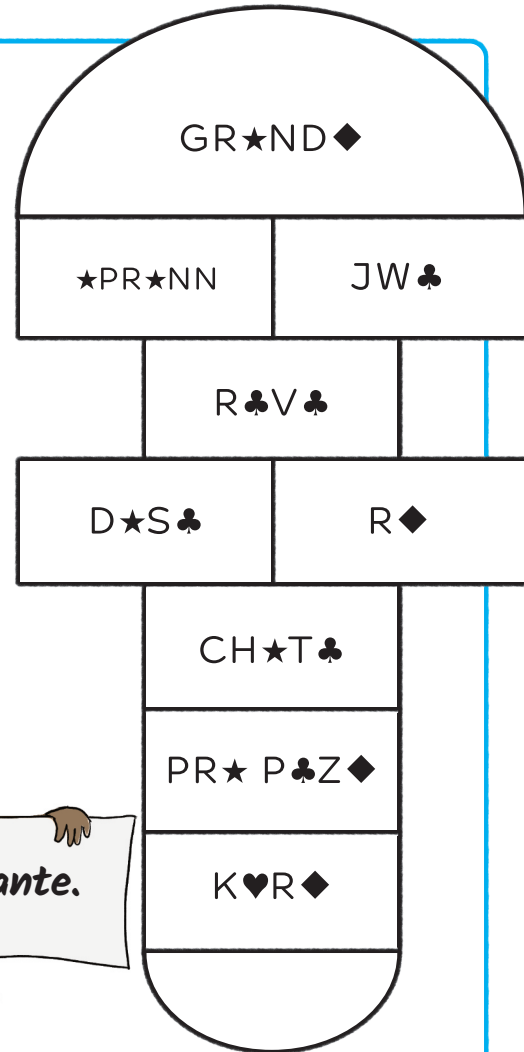 GR★ND◆
★PR★NN JW♣
R♣V♣
D★S♣ R◆
CH★T♣
PR★ P♣Z◆
ante.
K♥R◆